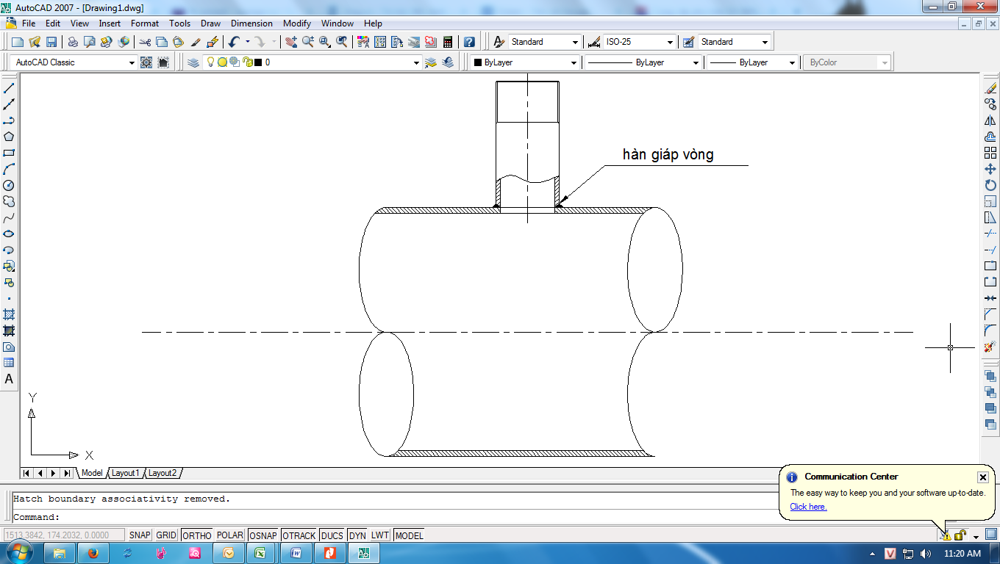 AutoCAD 2007 - [Drawing1.dwg]
File Edit View Insert Format Tools Draw Dimension Modify Window Help
Standard ISO-25 Standard
AutoCAD Classic 0 ByLayer ByLayer ByLayer ByColor
hàn giáp vòng
Y
X
A
Model Layout1 Layout2
Communication Center
The easy way to keep you and your software up-to-date.
Click here.
Hatch boundary associativity removed.
Command:
1513.3842, 174.2032, 0.0000 SNAP GRID ORTHO POLAR OSNAP OTRACK DUCS DYN LWT MODEL
V 11:20 AM